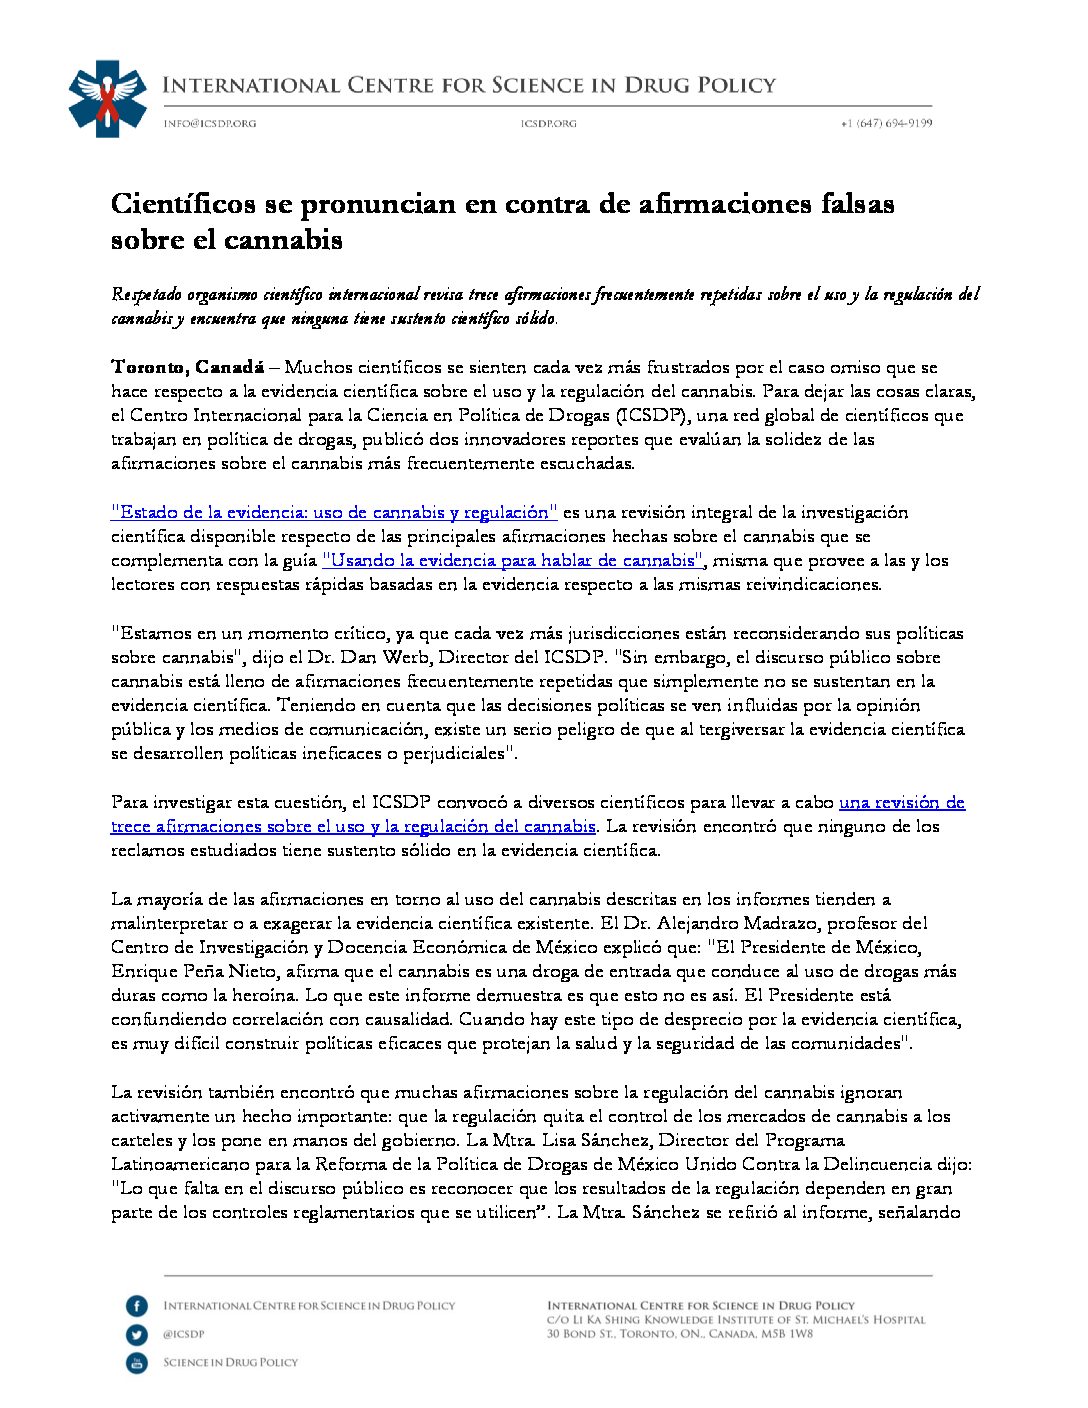 INTERNATIONAL CENTRE FOR SCIENCE IN DRUG POLICY
INFO@ICSDP.ORG ICSDP.ORG +1 (647) 694-9199
Científicos se pronuncian en contra de afirmaciones falsas
sobre el cannabis
Respetado organismo científico internacional revisa trece afirmaciones frecuentemente repetidas sobre el uso y la regulación del
cannabis y encuentra que ninguna tiene sustento científico sólido.
Toronto, Canadá – Muchos científicos se sienten cada vez más frustrados por el caso omiso que se
hace respecto a la evidencia científica sobre el uso y la regulación del cannabis. Para dejar las cosas claras,
el Centro Internacional para la Ciencia en Política de Drogas (ICSDP), una red global de científicos que
trabajan en política de drogas, publicó dos innovadores reportes que evalúan la solidez de las
afirmaciones sobre el cannabis más frecuentemente escuchadas.
"Estado de la evidencia: uso de cannabis y regulación" es una revisión integral de la investigación
científica disponible respecto de las principales afirmaciones hechas sobre el cannabis que se
complementa con la guía "Usando la evidencia para hablar de cannabis", misma que provee a las y los
lectores con respuestas rápidas basadas en la evidencia respecto a las mismas reivindicaciones.
"Estamos en un momento crítico, ya que cada vez más jurisdicciones están reconsiderando sus políticas
sobre cannabis", dijo el Dr. Dan Werb, Director del ICSDP. "Sin embargo, el discurso público sobre
cannabis está lleno de afirmaciones frecuentemente repetidas que simplemente no se sustentan en la
evidencia científica. Teniendo en cuenta que las decisiones políticas se ven influidas por la opinión
pública y los medios de comunicación, existe un serio peligro de que al tergiversar la evidencia científica
se desarrollen políticas ineficaces o perjudiciales".
Para investigar esta cuestión, el ICSDP convocó a diversos científicos para llevar a cabo una revisión de
trece afirmaciones sobre el uso y la regulación del cannabis. La revisión encontró que ninguno de los
reclamos estudiados tiene sustento sólido en la evidencia científica.
La mayoría de las afirmaciones en torno al uso del cannabis descritas en los informes tienden a
malinterpretar o a exagerar la evidencia científica existente. El Dr. Alejandro Madrazo, profesor del
Centro de Investigación y Docencia Económica de México explicó que: "El Presidente de México,
Enrique Peña Nieto, afirma que el cannabis es una droga de entrada que conduce al uso de drogas más
duras como la heroína. Lo que este informe demuestra es que esto no es así. El Presidente está
confundiendo correlación con causalidad. Cuando hay este tipo de desprecio por la evidencia científica,
es muy difícil construir políticas eficaces que protejan la salud y la seguridad de las comunidades".
La revisión también encontró que muchas afirmaciones sobre la regulación del cannabis ignoran
activamente un hecho importante: que la regulación quita el control de los mercados de cannabis a los
carteles y los pone en manos del gobierno. La Mtra. Lisa Sánchez, Director del Programa
Latinoamericano para la Reforma de la Política de Drogas de México Unido Contra la Delincuencia dijo:
"Lo que falta en el discurso público es reconocer que los resultados de la regulación dependen en gran
parte de los controles reglamentarios que se utilicen”. La Mtra. Sánchez se refirió al informe, señalando
INTERNATIONAL CENTRE FOR SCIENCE IN DRUG POLICY
@ICSDP
SCIENCE IN DRUG POLICY
INTERNATIONAL CENTRE FOR SCIENCE IN DRUG POLICY
C/O LI KA SHING KNOWLEDGE INSTITUTE OF ST. MICHAEL'S HOSPITAL
30 BOND ST., TORONTO, ON., CANADA, M5B 1W8